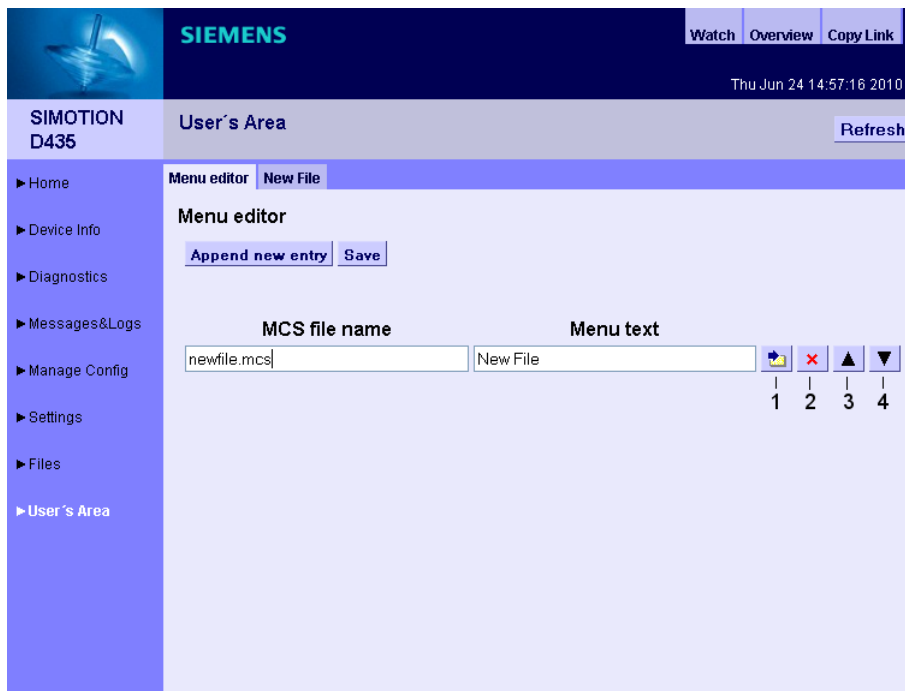 SIEMENS
Watch Overview Copy Link
Thu Jun 24 14:57:16 2010
SIMOTION
D435
User´s Area
Refresh
Home
Device Info
Diagnostics
Messages&Logs
Manage Config
Settings
Files
User´s Area
Menu editor New File
Menu editor
Append new entry Save
MCS file name Menu text
newfile.mcs New File
1 2 3 4